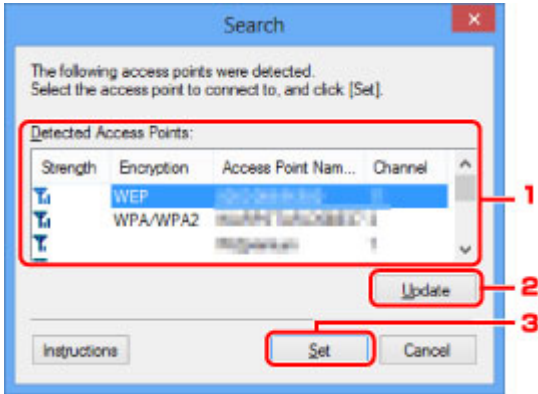 Search
The following access points were detected.
Select the access point to connect to, and click [Set].
Detected Access Points:
Strength Encryption Access Point Nam... Channel
WEP
WPA/WPA2
1
Update
2
3
Instructions Set Cancel